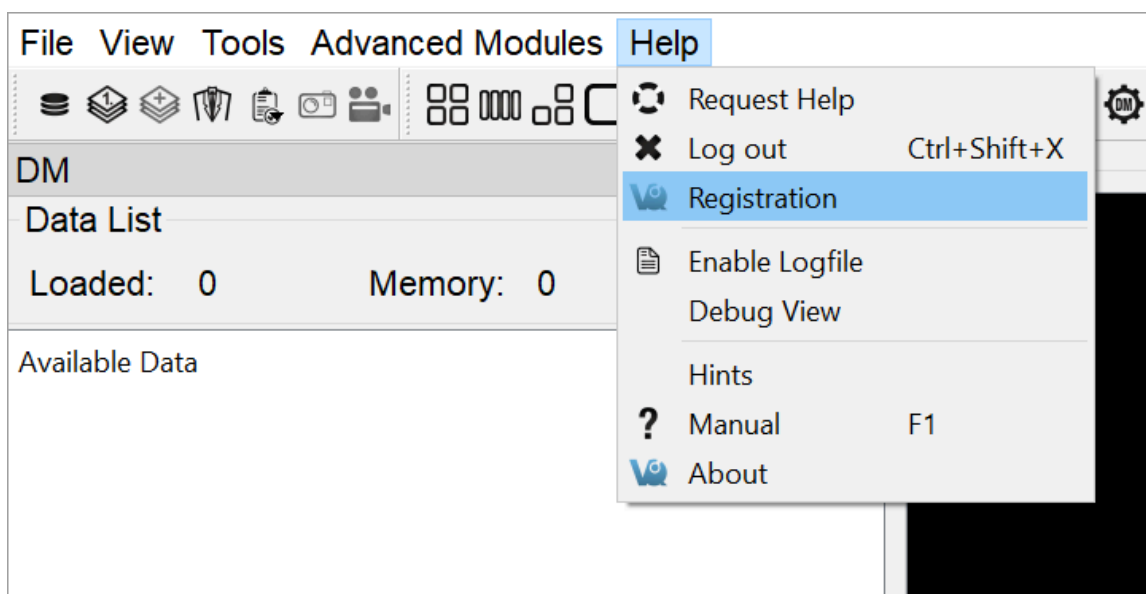 File View Tools Advanced Modules Help
DM
Data List
Loaded: 0 Memory: 0
Available Data
Request Help
Log out Ctrl+Shift+X
Registration
Enable Logfile
Debug View
Hints
? Manual F1
About